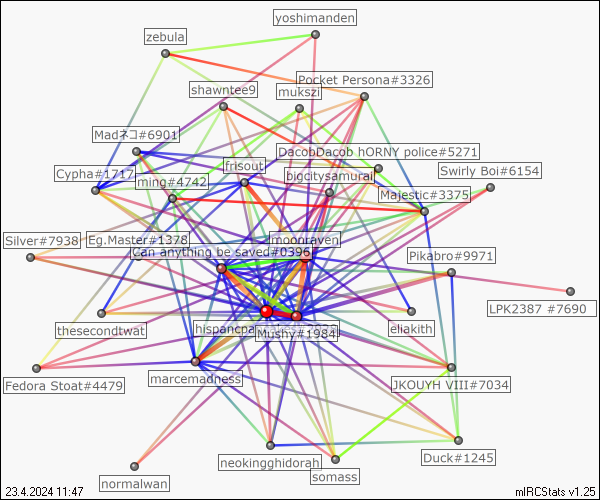 yoshimanden
zebula
Pocket Persona#3326
shawntee9
mukszi
Madネコ#6901
DacobDacob hORNY police#5271
frisout
Swirly Boi#6154
Cypha#1717
bigcitysamurai
ming#4742
Majestic#3375
Silver#7938
Eg.Master#1378
moonraven
Can anything be saved#0396
Pikabro#9971
LPK2387 #7690
thesecondtwat
hispancpa
eliakith
Mushy#1984
marcemadness
Fedora Stoat#4479
JKOUYH VIII#7034
Duck#1245
neokingghidorah
somass
normalwan
23.4.2024 11:47
mIRCStats v1.25